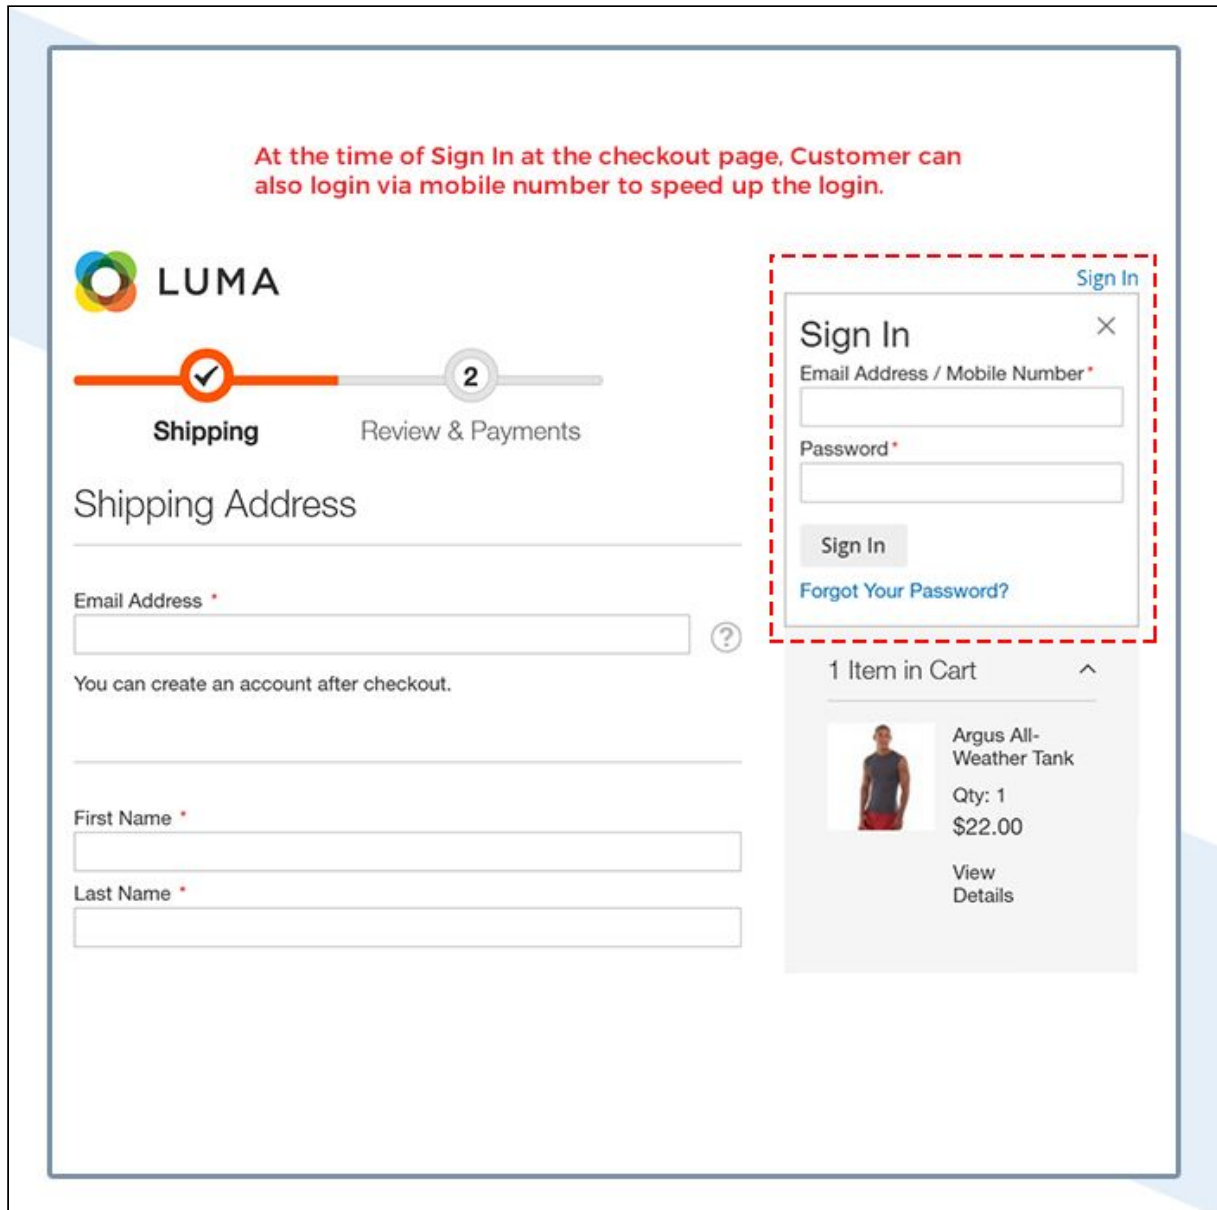 At the time of Sign In at the checkout page, Customer can
also login via mobile number to speed up the login.
LUMA
Sign In
Sign In
Email Address / Mobile Number *
Password *
Sign In
Forgot Your Password?
2
Shipping
Review & Payments
Shipping Address
Email Address *
?
You can create an account after checkout.
First Name *
Last Name *
1 Item in Cart
Argus All-
Weather Tank
Qty: 1
$22.00
View
Details